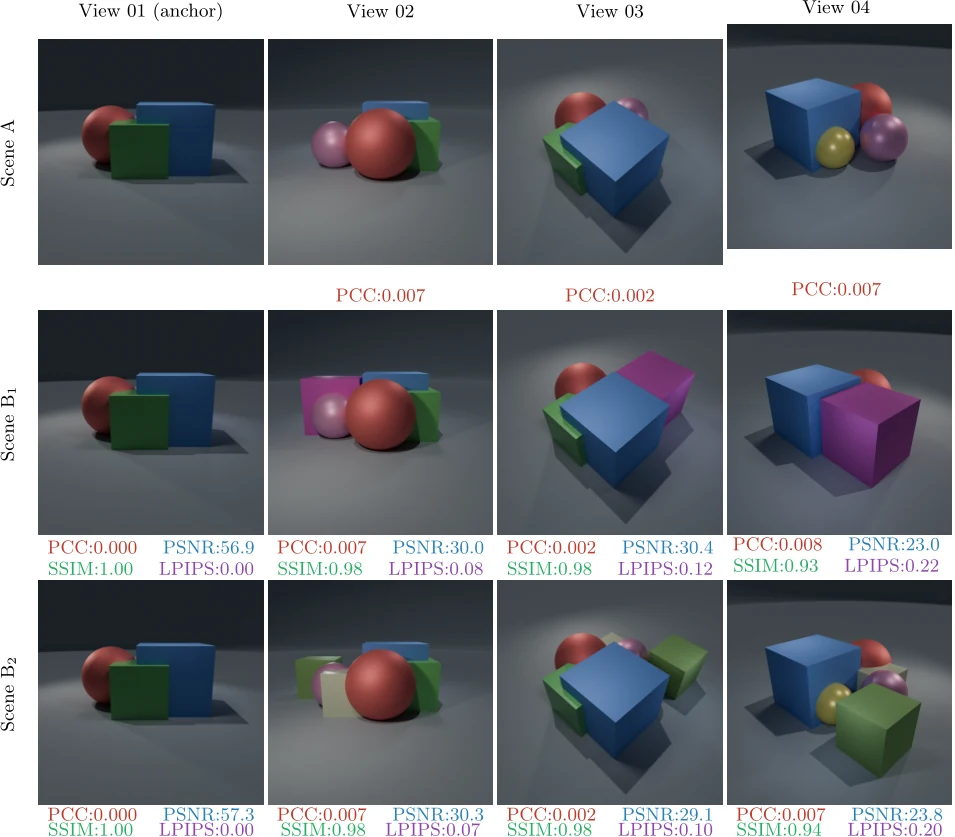 View 01 (anchor)
View 02
View 03
View 04
Scene A
PCC:0.007
PCC:0.002
PCC:0.007
Scene B1
PCC:0.000 PSNR:56.9
SSIM:1.00 LPIPS:0.00
PCC:0.007 PSNR:30.0
SSIM:0.98 LPIPS:0.08
PCC:0.002 PSNR:30.4
SSIM:0.98 LPIPS:0.12
PCC:0.008 PSNR:23.0
SSIM:0.93 LPIPS:0.22
Scene B2
PCC:0.000 PSNR:57.3
SSIM:1.00 LPIPS:0.00
PCC:0.007 PSNR:30.3
SSIM:0.98 LPIPS:0.07
PCC:0.002 PSNR:29.1
SSIM:0.98 LPIPS:0.10
PCC:0.007 PSNR:23.8
SSIM:0.94 LPIPS:0.20